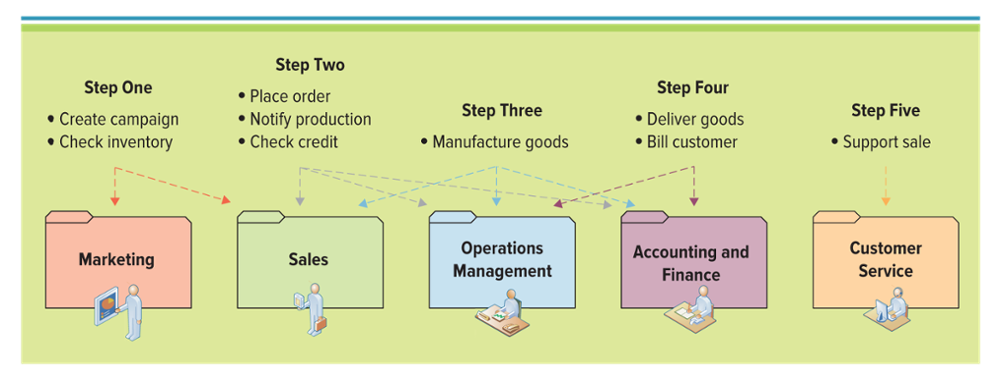 Step One
• Create campaign
• Check inventory
Step Two
• Place order
• Notify production
• Check credit
Step Three
• Manufacture goods
Step Four
• Deliver goods
• Bill customer
Step Five
• Support sale
Marketing
Sales
Operations
Management
Accounting and
Finance
Customer
Service